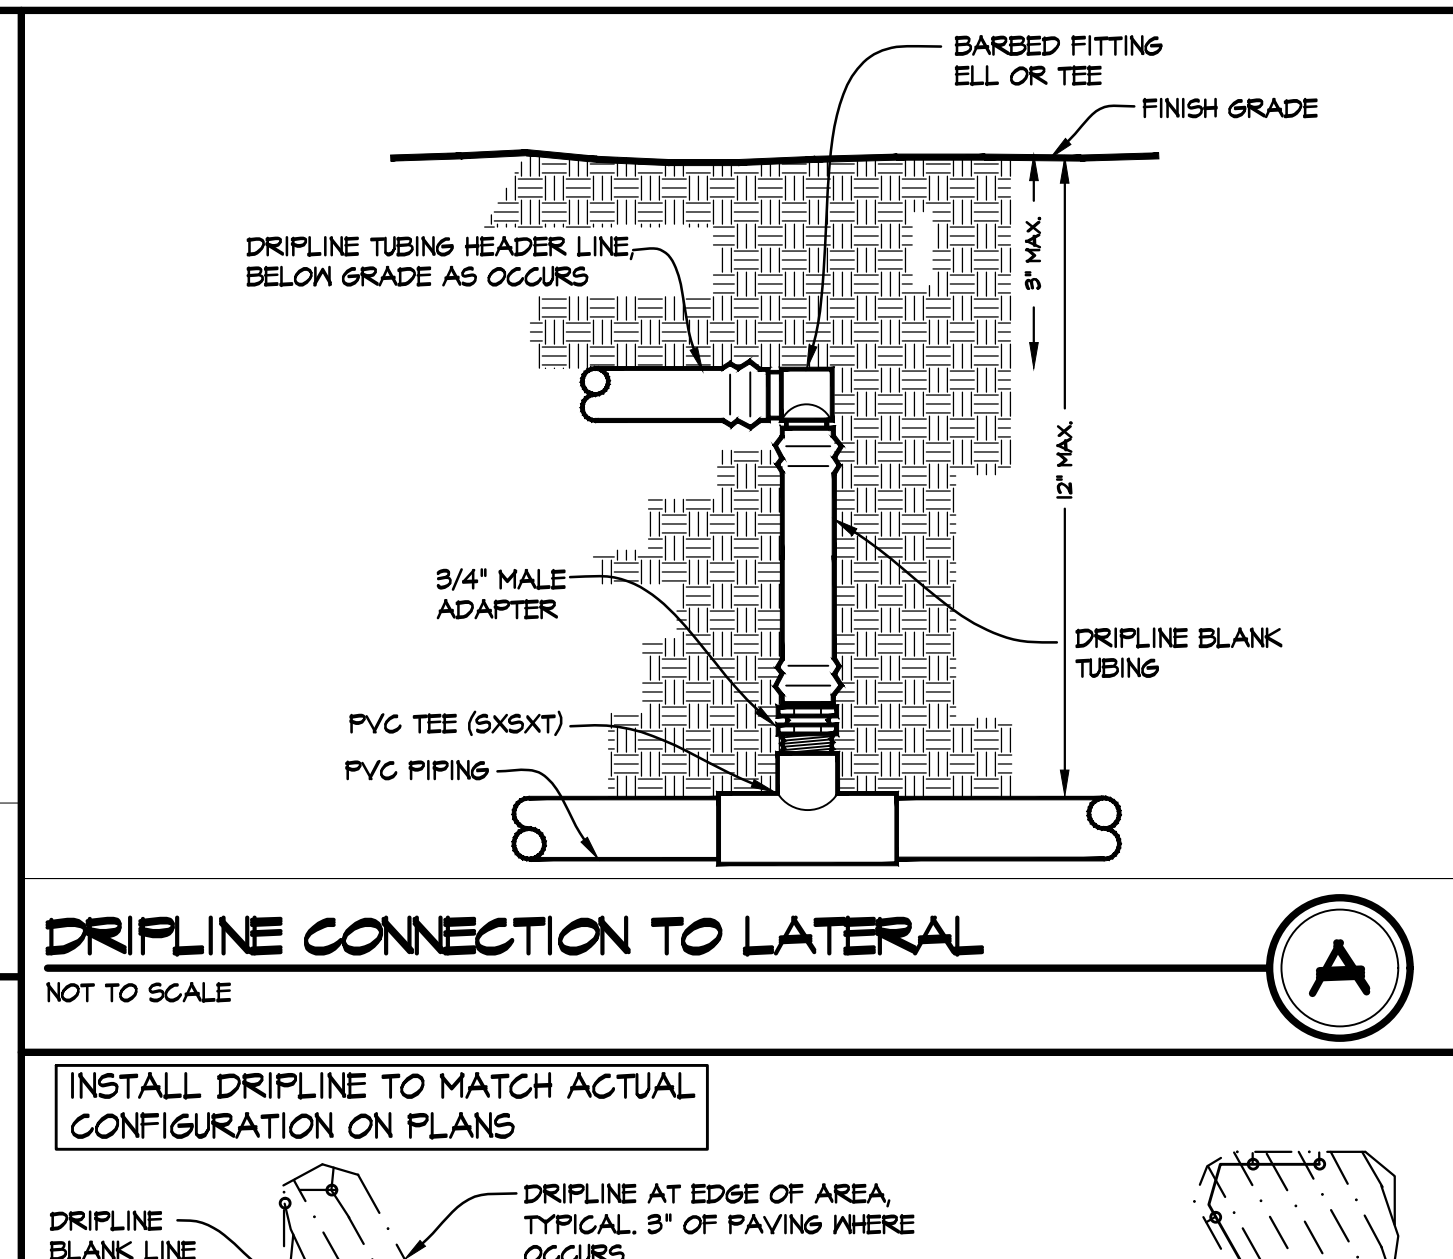 BARBED FITTING
ELL OR TEE
FINISH GRADE
DRIPLINE TUBING HEADER LINE,
BELOW GRADE AS OCCURS
3" MAX.
12" MAX.
3/4" MALE
ADAPTER
DRIPLINE BLANK
TUBING
PVC TEE (SXSXT)
PVC PIPING
DRIPLINE CONNECTION TO LATERAL
A
NOT TO SCALE
INSTALL DRIPLINE TO MATCH ACTUAL
CONFIGURATION ON PLANS
DRIPLINE AT EDGE OF AREA,
TYPICAL. 3" OF PAVING WHERE
OCCURS
DRIPLINE
BLANK LINE